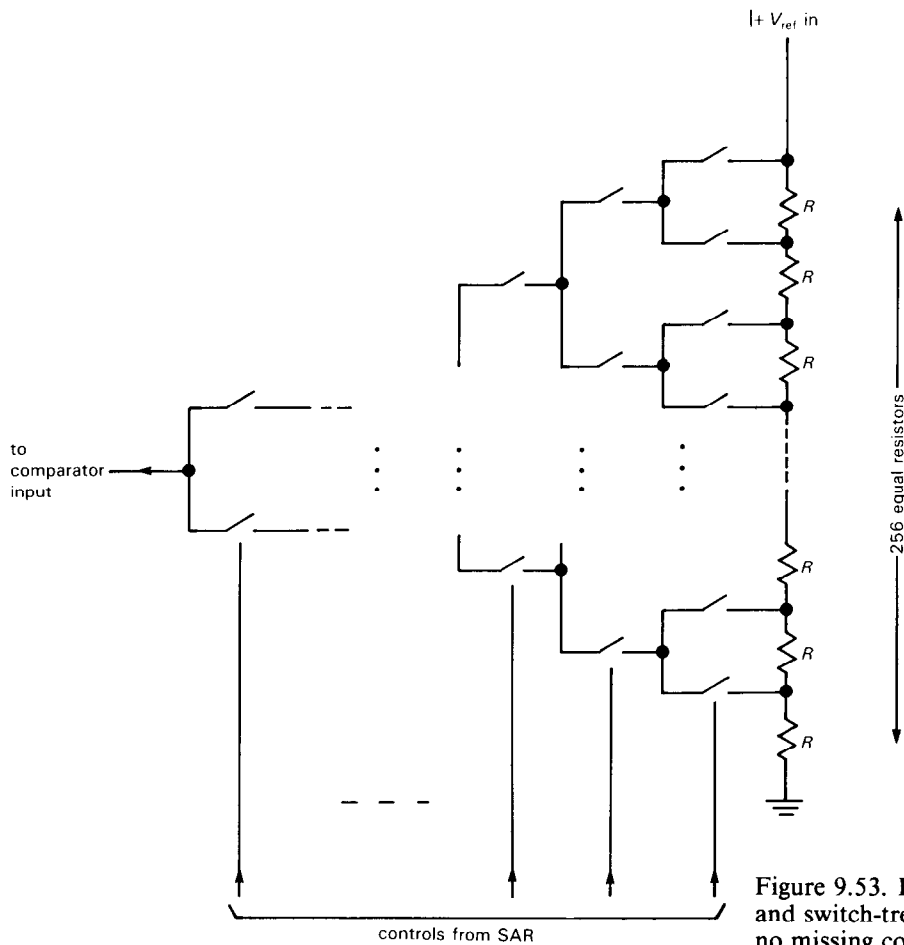 |+ Vref in
R
R
R
R
R
R
256 equal resistors
to
comparator
input
controls from SAR
Figure 9.53.
and switch-tre
no missing co